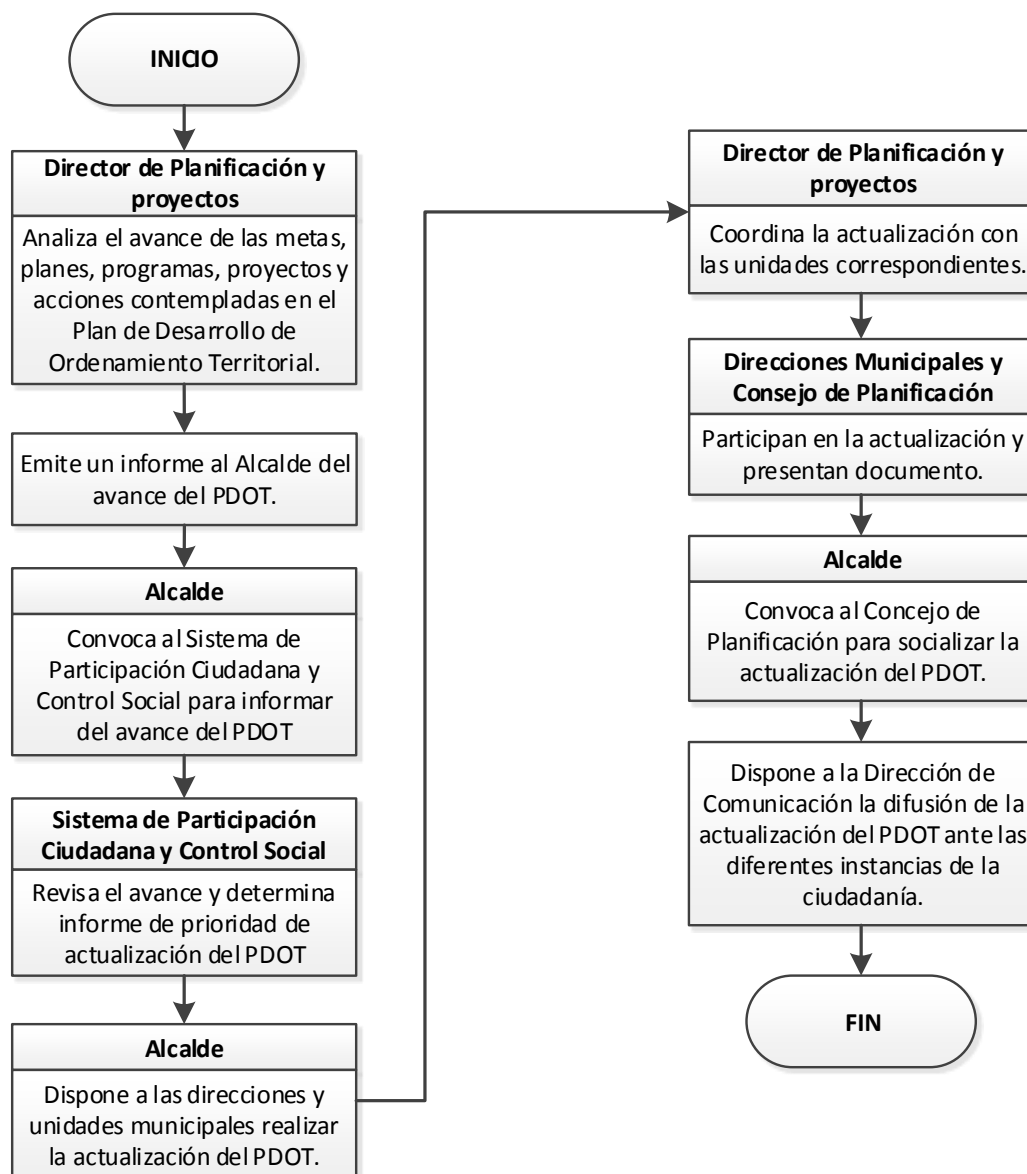 INICIO
Director de Planificación y
proyectos
Analiza el avance de las metas,
planes, programas, proyectos y
acciones contempladas en el
Plan de Desarrollo de
Ordenamiento Territorial.
Emite un informe al Alcalde del
avance del PDOT.
Alcalde
Convoca al Sistema de
Participación Ciudadana y
Control Social para informar
del avance del PDOT
Sistema de Participación
Ciudadana y Control Social
Revisa el avance y determina
informe de prioridad de
actualización del PDOT
Alcalde
Dispone a las direcciones y
unidades municipales realizar
la actualización del PDOT.
Director de Planificación y
proyectos
Coordina la actualización con
las unidades correspondientes.
Direcciones Municipales y
Consejo de Planificación
Participan en la actualización y
presentan documento.
Alcalde
Convoca al Concejo de
Planificación para socializar la
actualización del PDOT.
Dispone a la Dirección de
Comunicación la difusión de la
actualización del PDOT ante las
diferentes instancias de la
ciudadanía.
FIN